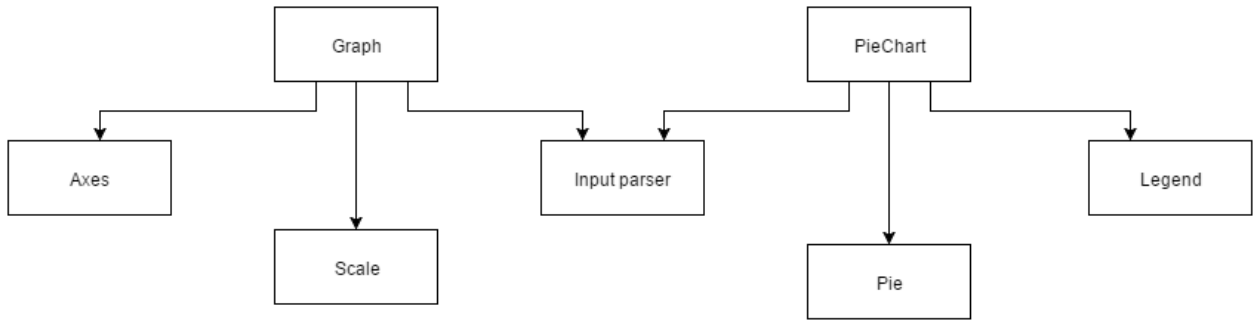 Graph
PieChart
Axes
Input parser
Legend
Scale
Pie